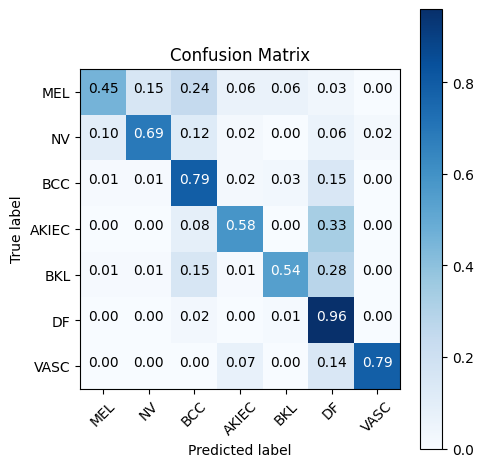 Confusion Matrix
MEL 0.45 0.15 0.24 0.06 0.06 0.03 0.00
NV 0.10 0.69 0.12 0.02 0.00 0.06 0.02
BCC 0.01 0.01 0.79 0.02 0.03 0.15 0.00
AKIEC 0.00 0.00 0.08 0.58 0.00 0.33 0.00
BKL 0.01 0.01 0.15 0.01 0.54 0.28 0.00
DF 0.00 0.00 0.02 0.00 0.01 0.96 0.00
VASC 0.00 0.00 0.00 0.07 0.00 0.14 0.79
MEL NV BCC AKIEC BKL DF VASC
Predicted label
True label
0.8
0.6
0.4
0.2
0.0